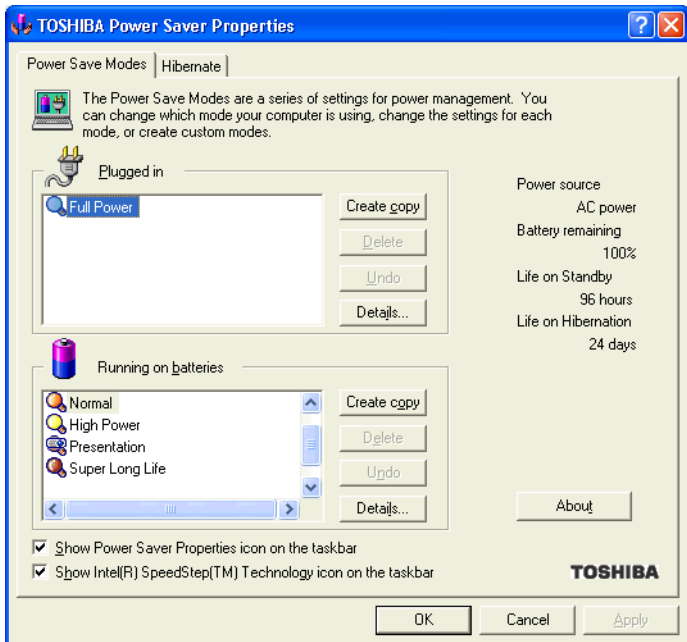 TOSHIBA Power Saver Properties
Power Save Modes
Hibernate
The Power Save Modes are a series of settings for power management. You
can change which mode your computer is using, change the settings for each
mode, or create custom modes.
Plugged in
Full Power
Create copy
Delete
Undo
Details...
Power source
AC power
Battery remaining
100%
Life on Standby
96 hours
Life on Hibernation
24 days
Running on batteries
Normal
High Power
Presentation
Super Long Life
Create copy
Delete
Undo
Details...
About
Show Power Saver Properties icon on the taskbar
Show Intel(R) SpeedStep(TM) Technology icon on the taskbar
TOSHIBA
OK
Cancel
Apply